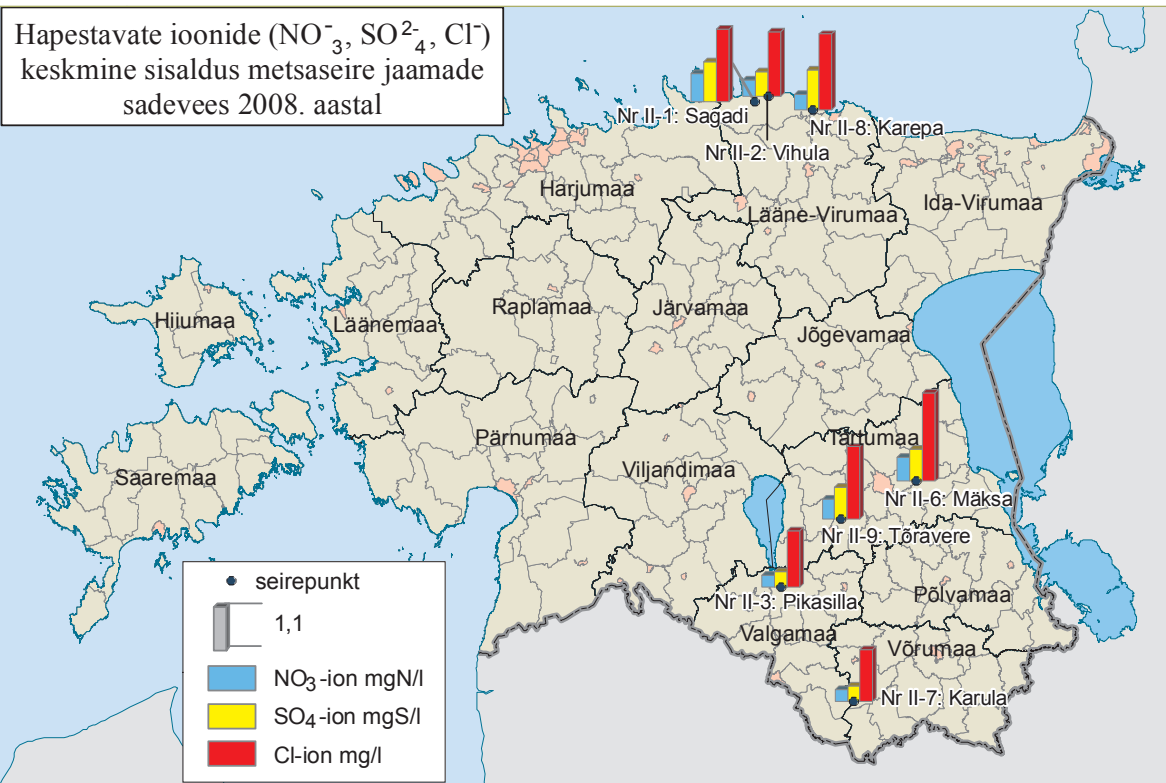 Hapestavate ioonide (NO⁻₃, SO²⁻₄, Cl⁻)
keskmine sisaldus metsaseire jaamade
sadevees 2008. aastal
Nr II-1: Sagadi
Nr II-8: Karepa
Nr II-2: Vihula
Harjumaa
Lääne-Virumaa
Ida-Virumaa
Hiiumaa
Läänemaa
Raplamaa
Järvamaa
Jõgevamaa
Saaremaa
Pärnumaa
Viljandimaa
Tartumaa
Nr II-6: Mäksa
Nr II-9: Tõravere
Nr II-3: Pikasilla
Põlvamaa
Valgamaa
Võrumaa
Nr II-7: Karula
seirepunkt
1,1
NO₃-ion mgN/l
SO₄-ion mgS/l
Cl-ion mg/l